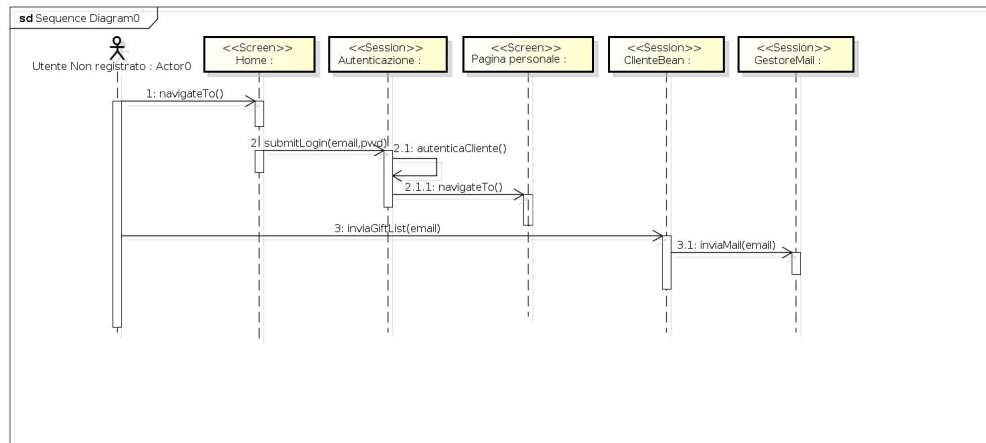 sd Sequence Diagram0
Utente Non registrato : Actor0
<<Screen>>
Home :
<<Session>>
Autenticazione :
<<Screen>>
Pagina personale :
<<Session>>
ClienteBean :
<<Session>>
GestoreMail :
1: navigateTo()
2 submitLogin(email,pwd)
2.1: autenticaCliente()
2.1.1: navigateTo()
3: inviaGiftList(email)
3.1: inviaMail(email)